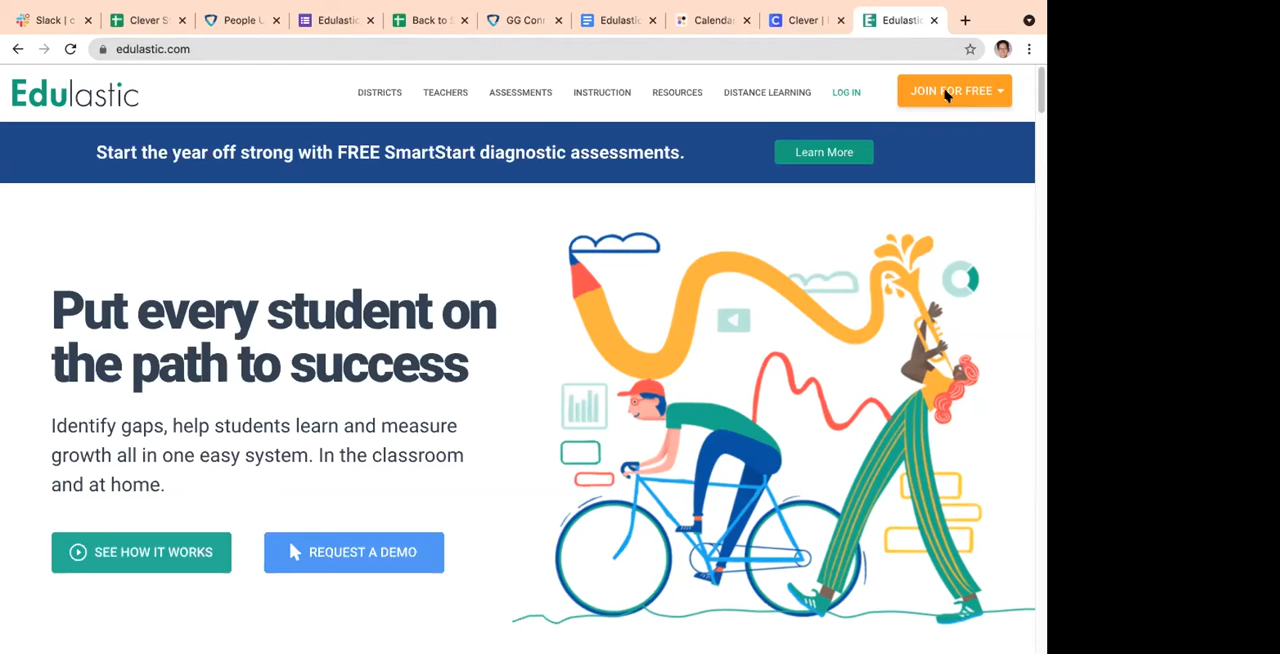 Slack | c
Clever S
People U
Edulastic
Back to S
GG Conn
Edulastic
Calendar
Clever |
Edulastic
edulastic.com
Edulastic
DISTRICTS
TEACHERS
ASSESSMENTS
INSTRUCTION
RESOURCES
DISTANCE LEARNING
LOG IN
JOIN FOR FREE
Start the year off strong with FREE SmartStart diagnostic assessments.
Learn More
Put every student on
the path to success
Identify gaps, help students learn and measure
growth all in one easy system. In the classroom
and at home.
SEE HOW IT WORKS
REQUEST A DEMO